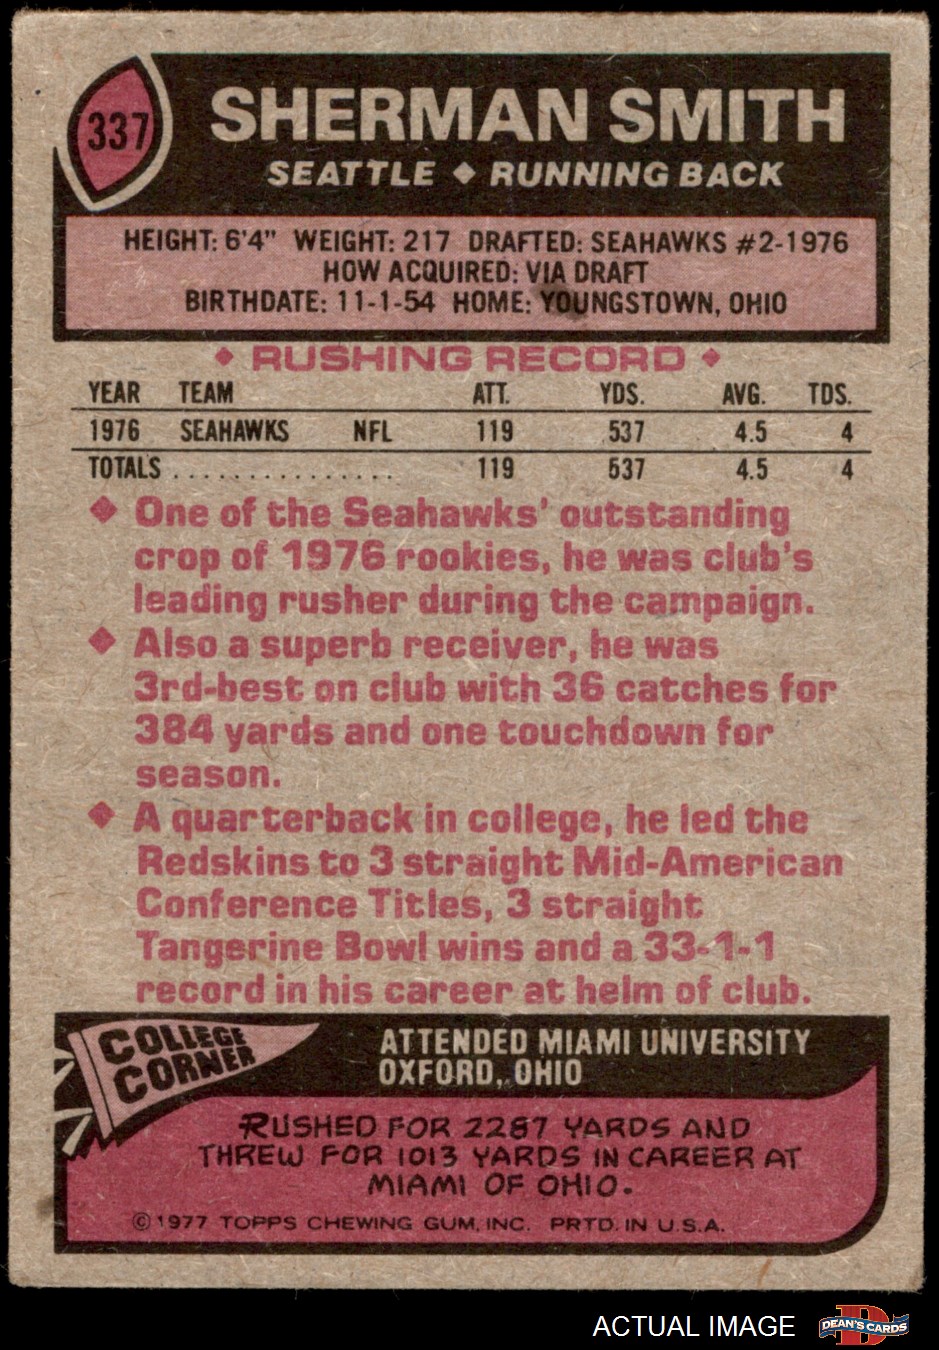 337
SHERMAN SMITH
SEATTLE ◆ RUNNING BACK
HEIGHT: 6'4" WEIGHT: 217 DRAFTED: SEAHAWKS #2-1976
HOW ACQUIRED: VIA DRAFT
BIRTHDATE: 11-1-54 HOME: YOUNGSTOWN, OHIO
◆ RUSHING RECORD ◆
YEAR TEAM ATT. YDS. AVG. TDS.
1976 SEAHAWKS NFL 119 537 4.5 4
TOTALS ................ 119 537 4.5 4
◆ One of the Seahawks' outstanding
crop of 1976 rookies, he was club's
leading rusher during the campaign.
◆ Also a superb receiver, he was
3rd-best on club with 36 catches for
384 yards and one touchdown for
season.
◆ A quarterback in college, he led the
Redskins to 3 straight Mid-American
Conference Titles, 3 straight
Tangerine Bowl wins and a 33-1-1
record in his career at helm of club.
COLLEGE
CORNER
ATTENDED MIAMI UNIVERSITY
OXFORD, OHIO
RUSHED FOR 2287 YARDS AND
THREW FOR 1013 YARDS IN CAREER AT
MIAMI OF OHIO.
© 1977 TOPPS CHEWING GUM, INC. PRTD. IN U.S.A.
ACTUAL IMAGE
D
DEAN'S CARDS